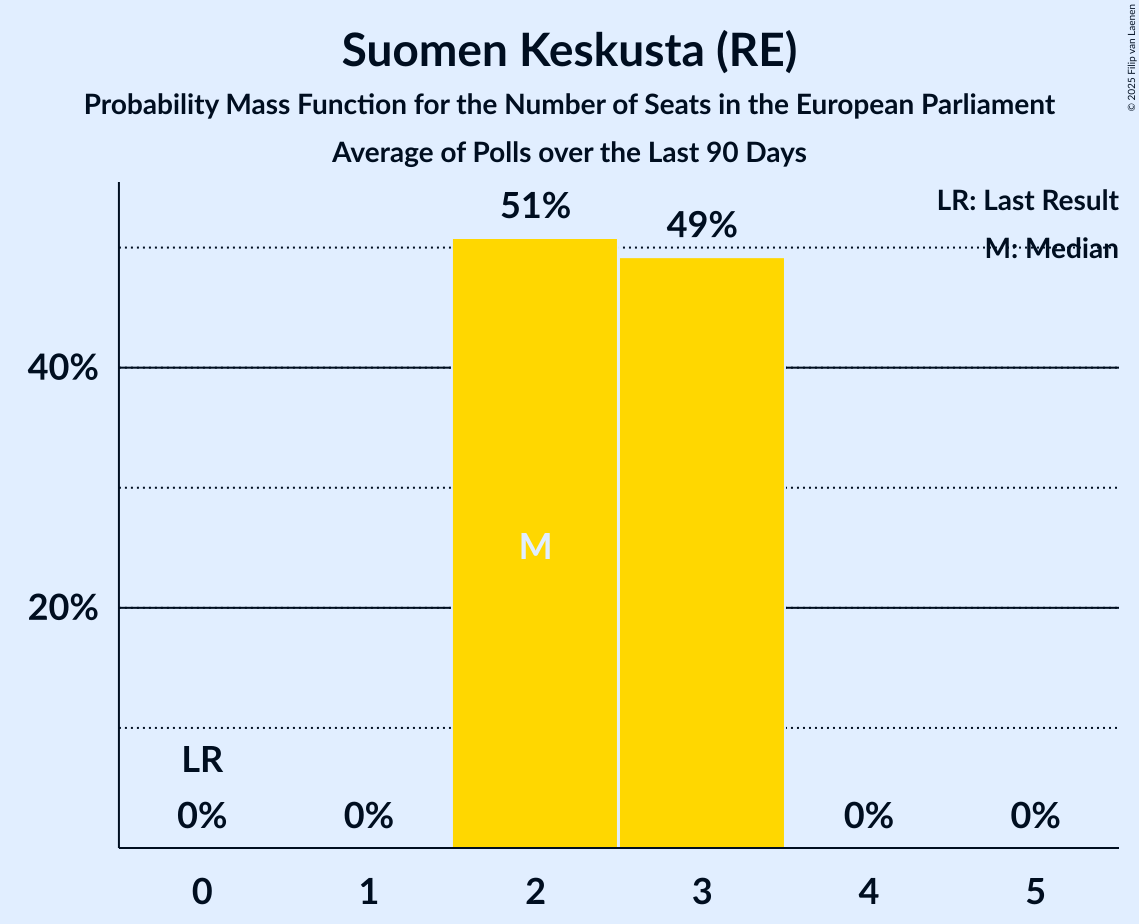 Suomen Keskusta (RE)
Probability Mass Function for the Number of Seats in the European Parliament
Average of Polls over the Last 90 Days
© 2025 Filip van Laenen
LR: Last Result
M: Median
51%
49%
40%
20%
M
LR
0%
0%
0%
0%
0
1
2
3
4
5